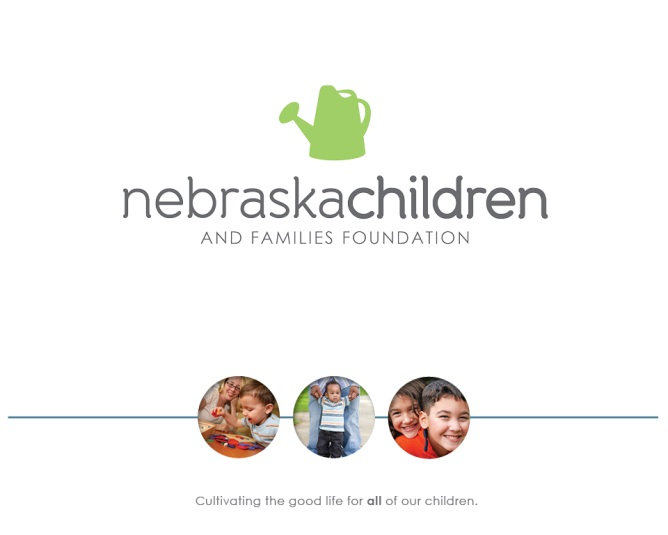 nebraskachildren
AND FAMILIES FOUNDATION
Cultivating the good life for all of our children.